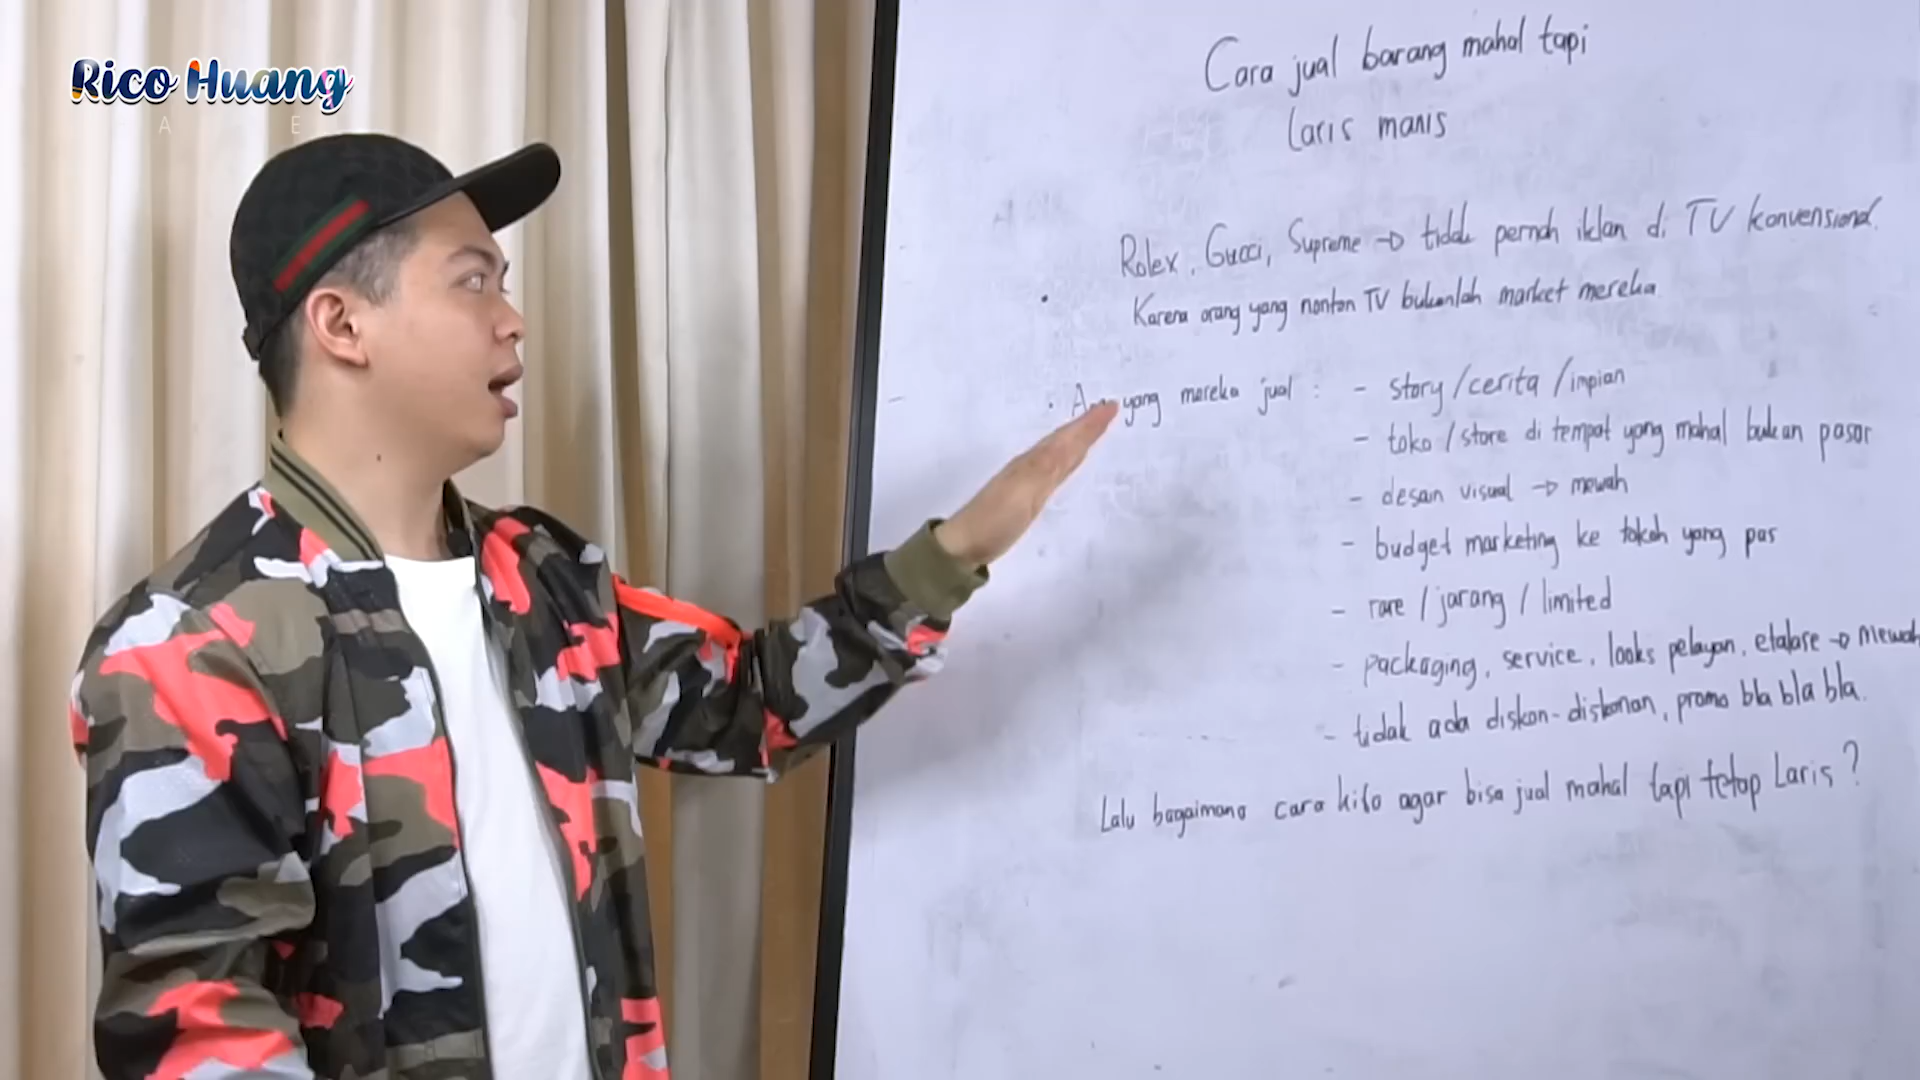 Rico Huang
A E
Cara jual barang mahal tapi
laris manis
Rolex, Gucci, Supreme → tidak pernah iklan di TV konvensional.
Karena orang yang nonton TV bukanlah market mereka
• yang mereka jual : - story/cerita/impian
- toko/store di tempat yang mahal bukan pasar
- desain visual → mewah
- budget marketing ke tokoh yang pas
- rare / jarang / limited
- packaging, service, looks pelayan, etalase → mewah
- tidak ada diskon-diskonan, promo bla bla bla.
Lalu bagaimana cara kita agar bisa jual mahal tapi tetap Laris?